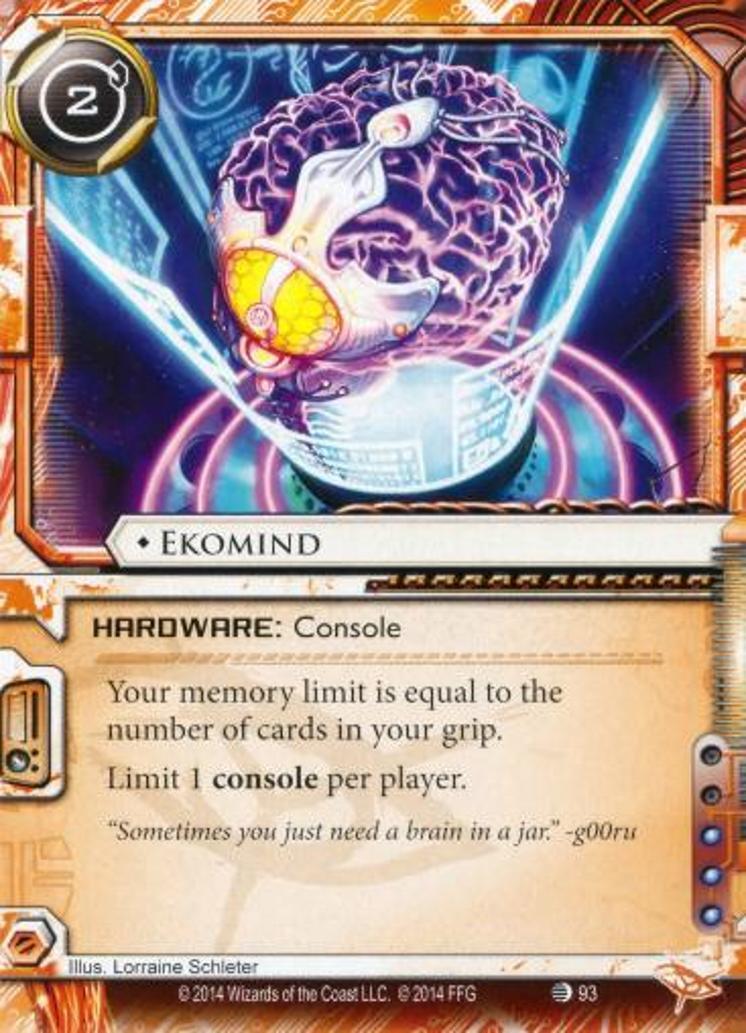 2
◆ EKOMIND
HARDWARE: Console
Your memory limit is equal to the
number of cards in your grip.
Limit 1 console per player.
“Sometimes you just need a brain in a jar.” -g00ru
Illus. Lorraine Schleter
© 2014 Wizards of the Coast LLC. © 2014 FFG 93